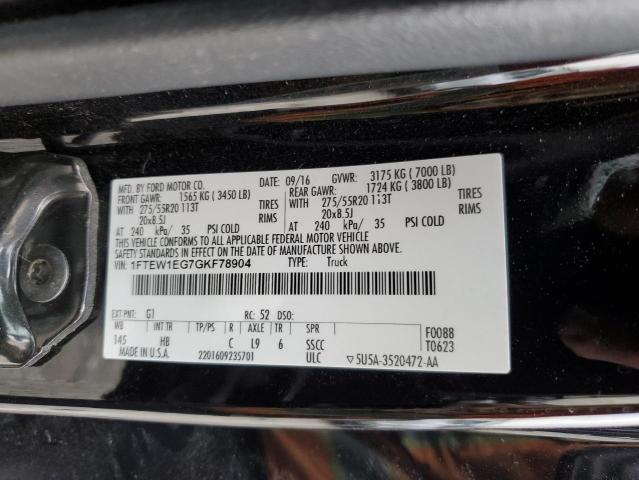 MFD. BY FORD MOTOR CO.
DATE: 09/16 GVWR: 3175 KG ( 7000 LB)
FRONT GAWR: 1565 KG ( 3450 LB) REAR GAWR: 1724 KG ( 3800 LB)
WITH 275/55R20 113T TIRES WITH 275/55R20 113T TIRES
20x8.5J RIMS 20x8.5J RIMS
AT 240 kPa/ 35 PSI COLD AT 240 kPa/ 35 PSI COLD
THIS VEHICLE CONFORMS TO ALL APPLICABLE FEDERAL MOTOR VEHICLE
SAFETY STANDARDS IN EFFECT ON THE DATE OF MANUFACTURE SHOWN ABOVE.
VIN: 1FTEW1EG7GKF78904 TYPE: Truck
EXT PNT: G1 RC: 52 DSO:
WB INT TR TP/PS R AXLE TR SPR
145 HB C L9 6 SSCC
F0088
T0623
MADE IN U.S.A. 2201609235701 ULC 5U5A-3520472-AA